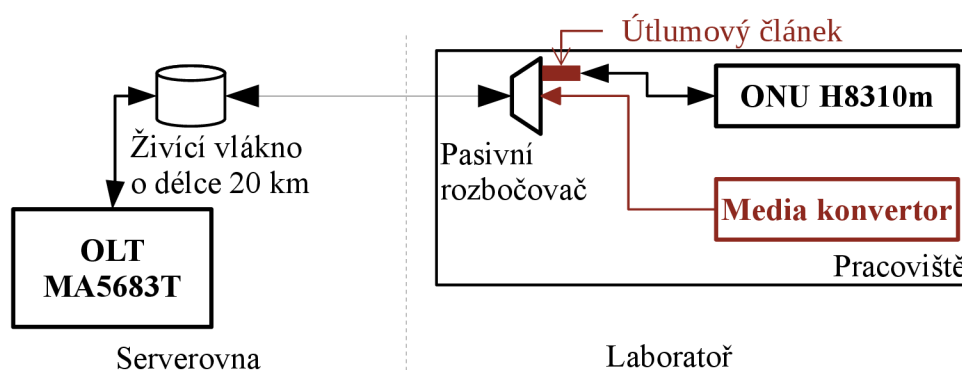 Útlumový článek
ONU H8310m
Živící vlákno
o délce 20 km
Pasivní
rozbočovač
Media konvertor
OLT
MA5683T
Pracoviště
Serverovna
Laboratoř